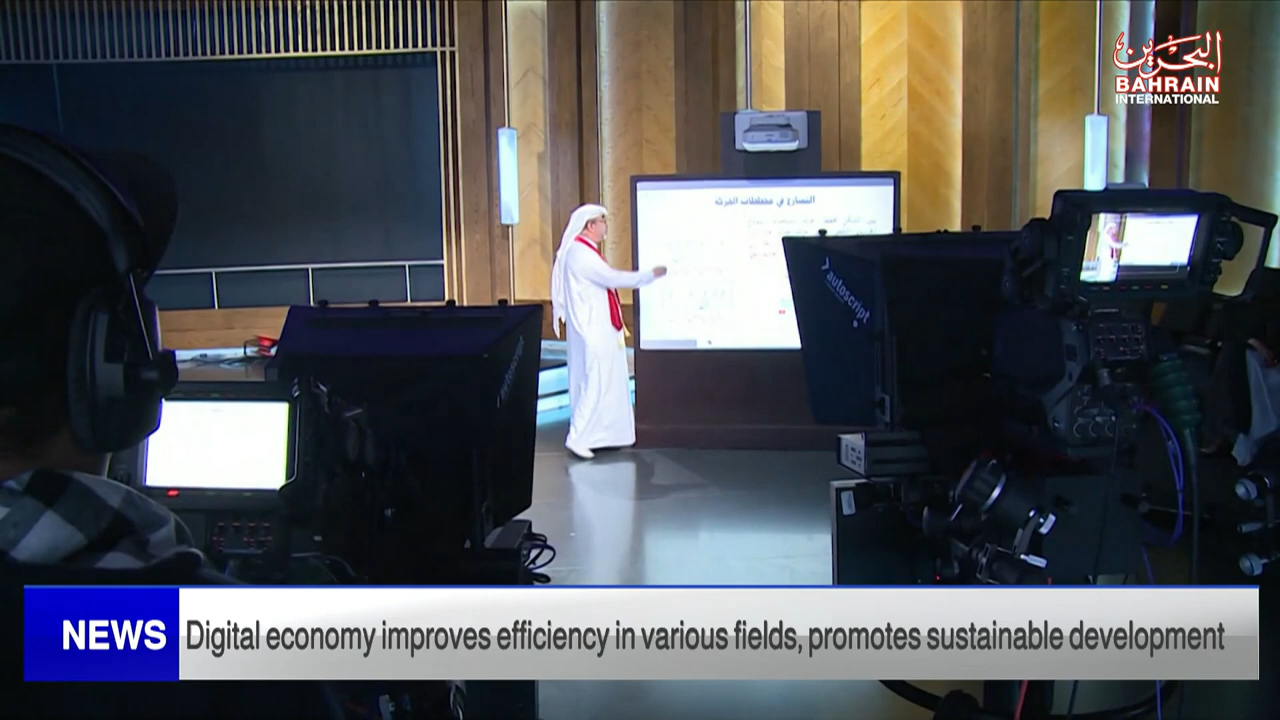 البحرين
BAHRAIN
INTERNATIONAL
التسارع في مخططات الحركة
autoscript
autoscript
NEWS
Digital economy improves efficiency in various fields, promotes sustainable development